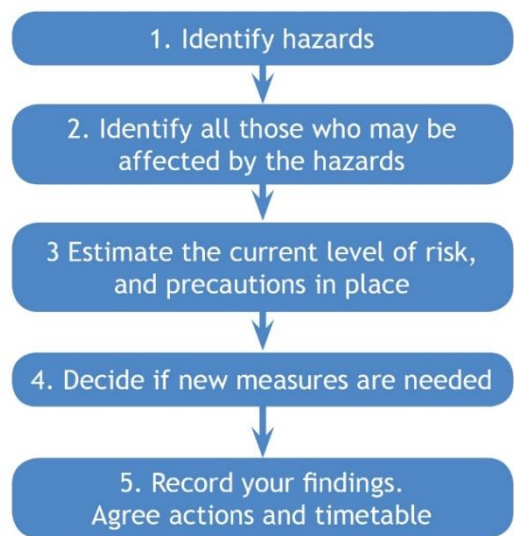 1. Identify hazards
2. Identify all those who may be
affected by the hazards
3 Estimate the current level of risk,
and precautions in place
4. Decide if new measures are needed
5. Record your findings.
Agree actions and timetable